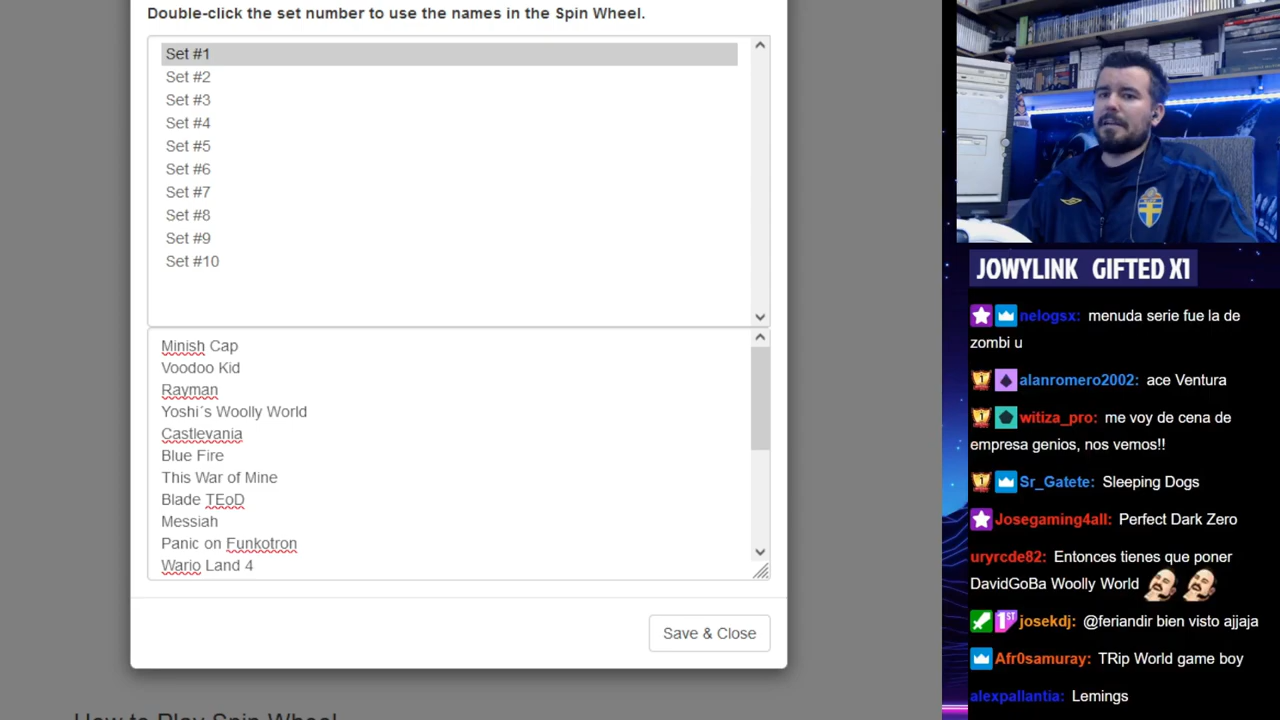 Double-click the set number to use the names in the Spin Wheel.
Set #1
Set #2
Set #3
Set #4
Set #5
Set #6
Set #7
Set #8
Set #9
Set #10
Minish Cap
Voodoo Kid
Rayman
Yoshi´s Woolly World
Castlevania
Blue Fire
This War of Mine
Blade TEoD
Messiah
Panic on Funkotron
Wario Land 4
Save & Close
How to Play Spin Wheel
JOWYLINK GIFTED X1
nelogsx: menuda serie fue la de
zombi u
alanromero2002: ace Ventura
witiza_pro: me voy de cena de
empresa genios, nos vemos!!
Sr_Gatete: Sleeping Dogs
Josegaming4all: Perfect Dark Zero
uryrcde82: Entonces tienes que poner
DavidGoBa Woolly World
josekdj: @feriandir bien visto ajjaja
Afr0samuray: TRip World game boy
alexpallantia: Lemings